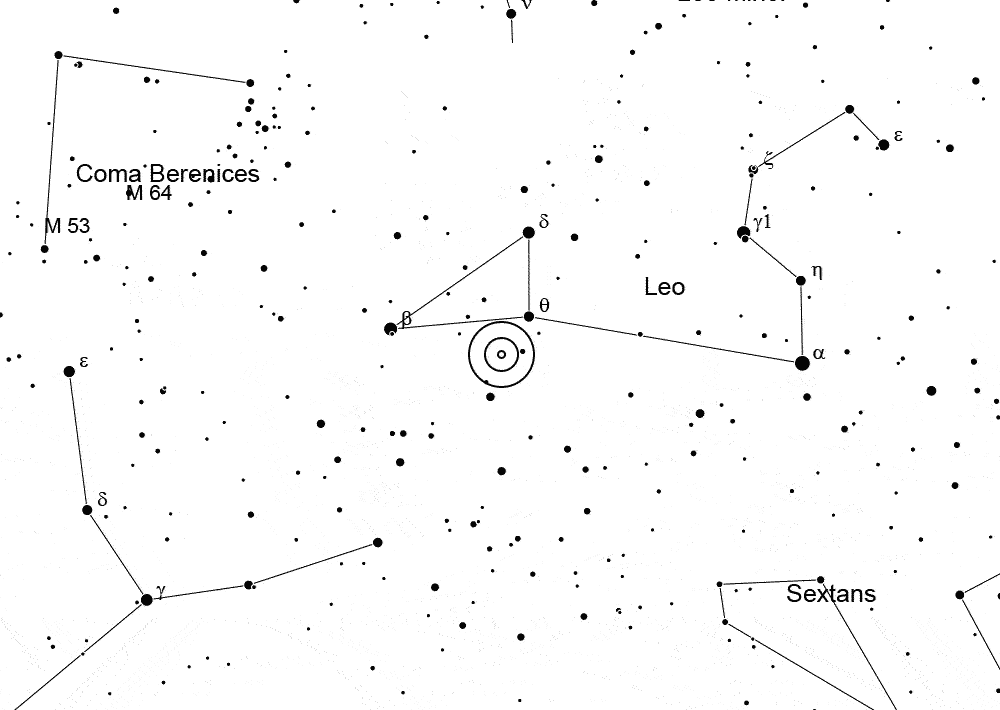 ν
ε
ζ
Coma Berenices
M 64
γ1
δ
M 53
η
Leo
θ
β
α
ε
δ
γ
Sextans